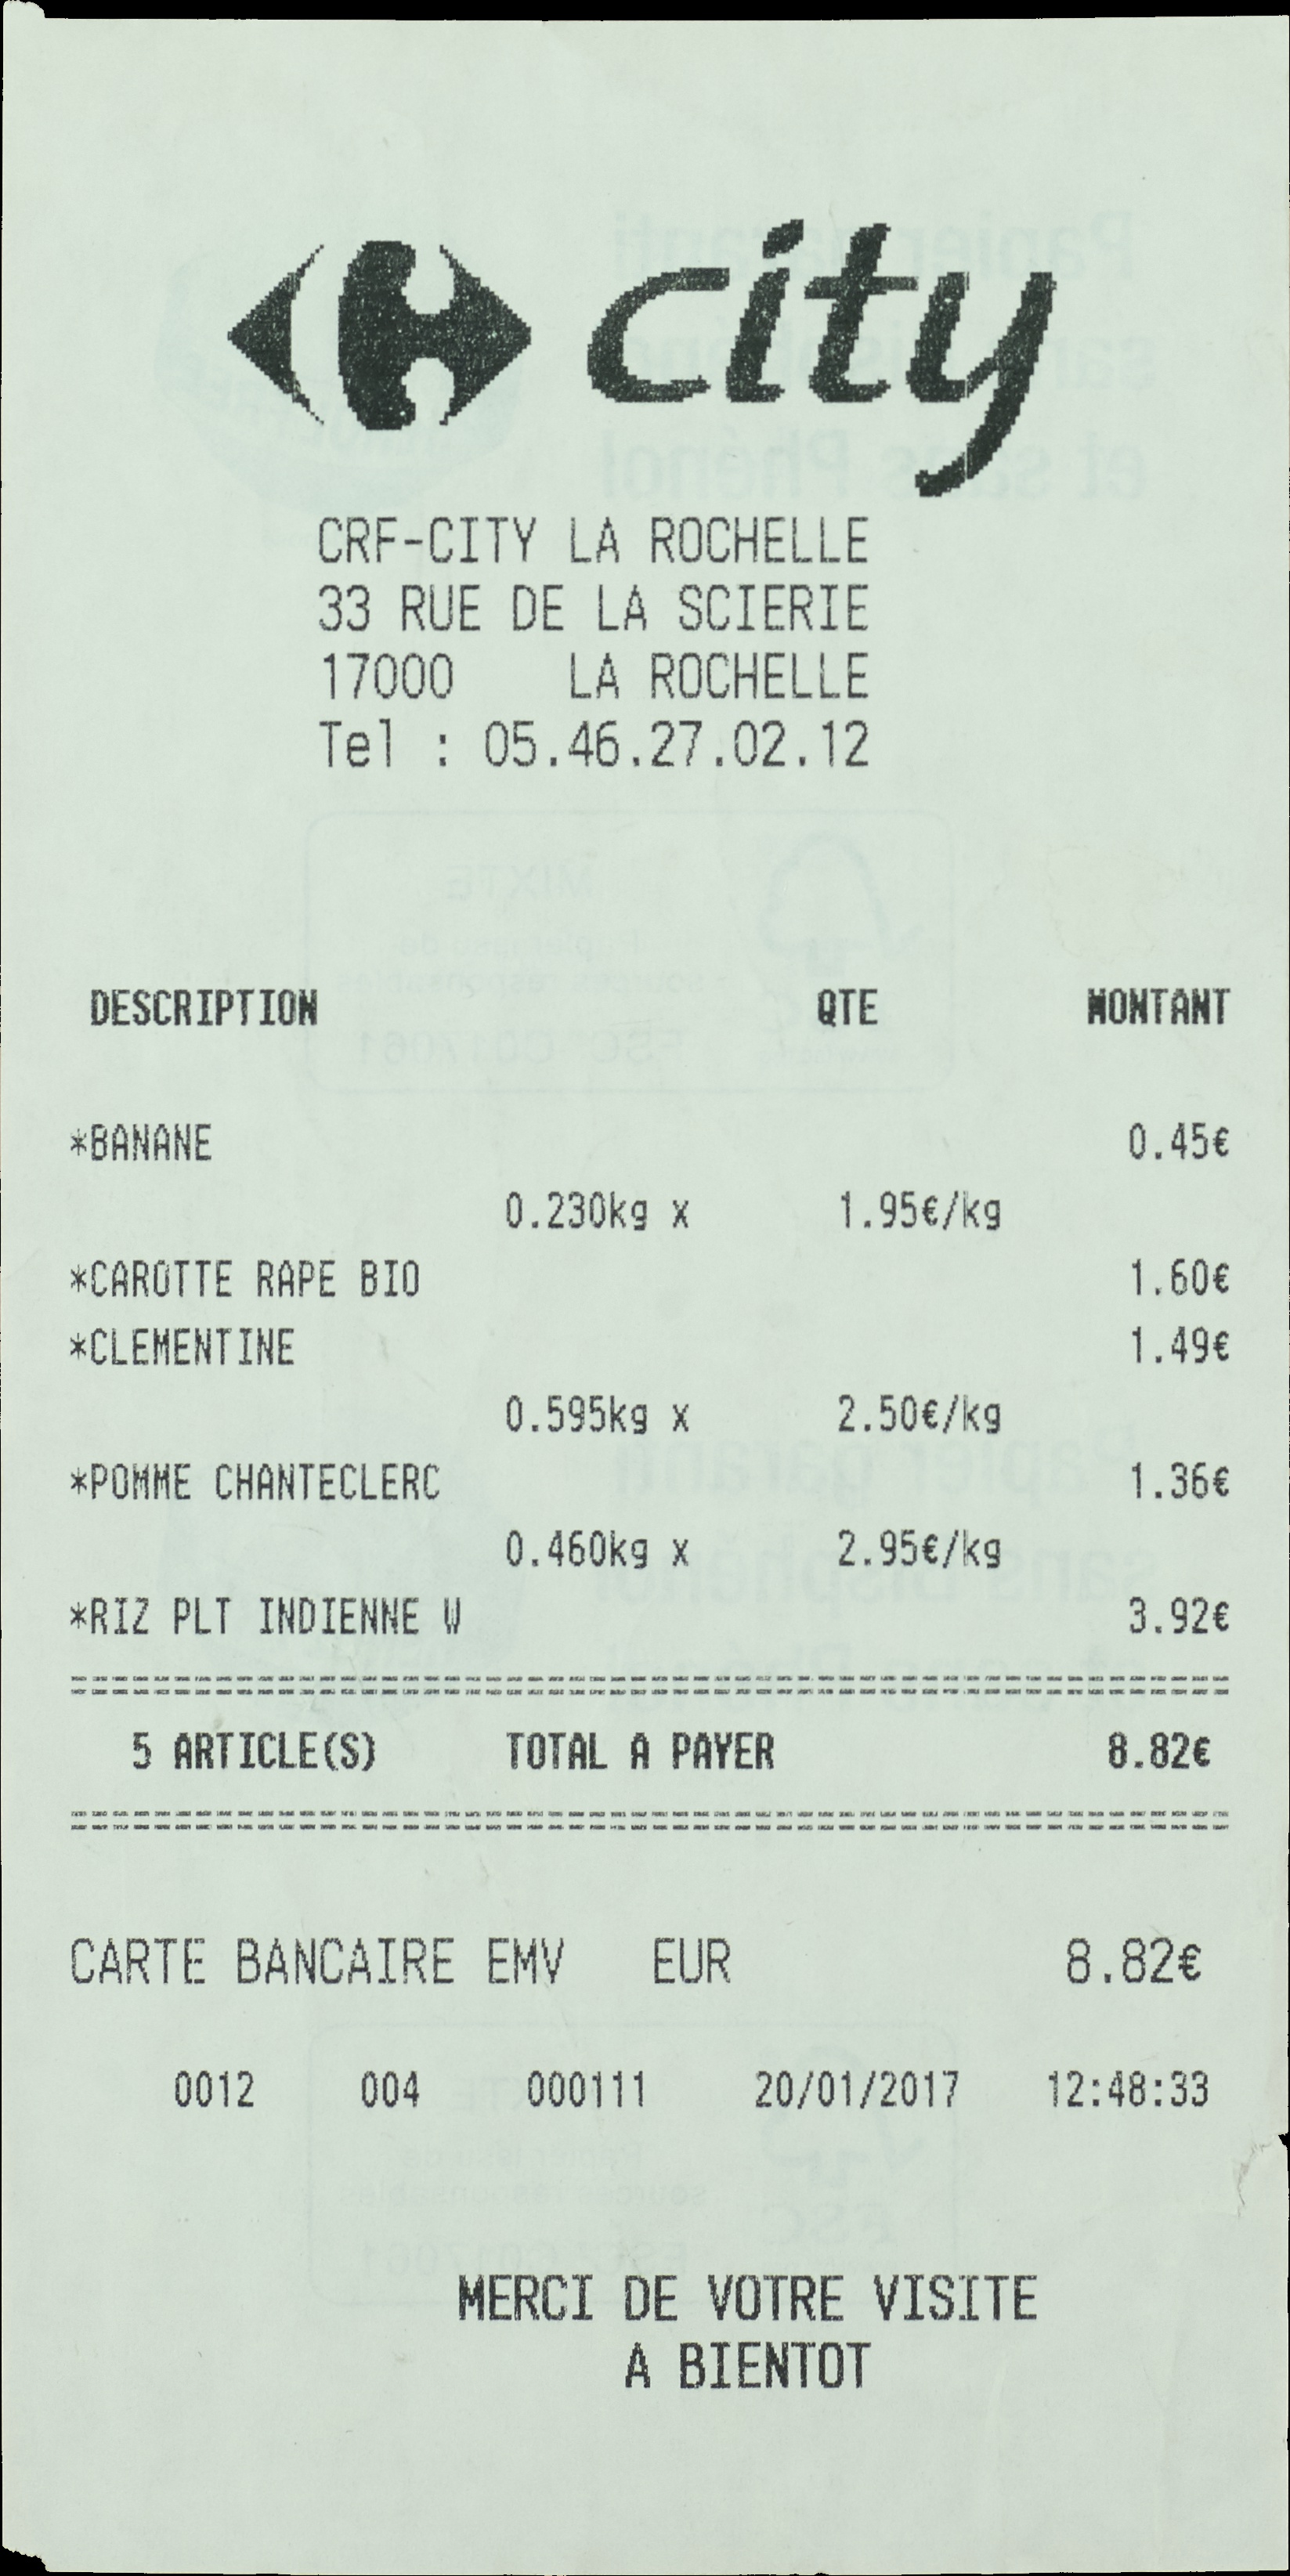 city
CRF-CITY LA ROCHELLE
33 RUE DE LA SCIERIE
17000 LA ROCHELLE
Tel : 05.46.27.02.12
DESCRIPTION QTE MONTANT
*BANANE 0.45€
0.230kg x 1.95€/kg
*CAROTTE RAPE BIO 1.60€
*CLEMENTINE 1.49€
0.595kg x 2.50€/kg
*POMME CHANTECLERC 1.36€
0.460kg x 2.95€/kg
*RIZ PLT INDIENNE W 3.92€
5 ARTICLE(S) TOTAL A PAYER 8.82€
CARTE BANCAIRE EMV EUR 8.82€
0012 004 000111 20/01/2017 12:48:33
MERCI DE VOTRE VISITE
A BIENTOT